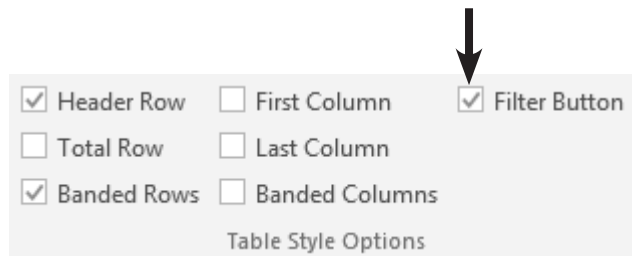 Header Row First Column Filter Button
Total Row Last Column
Banded Rows Banded Columns
Table Style Options